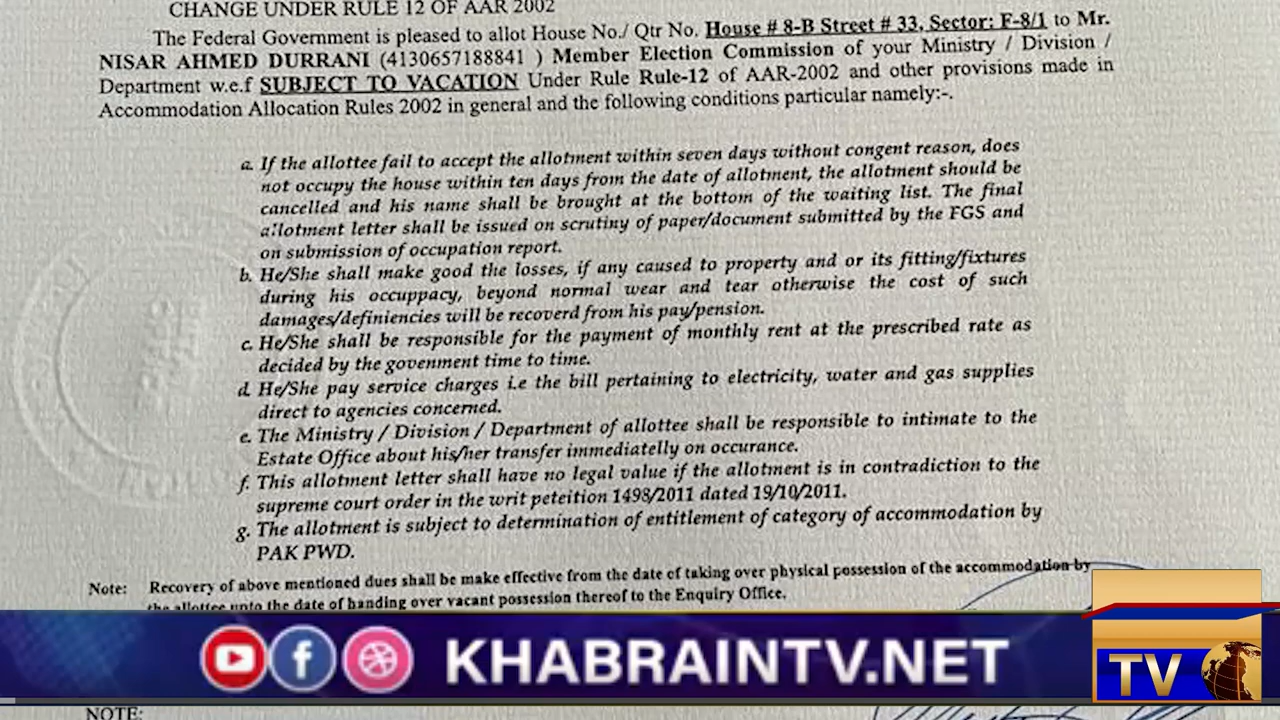 CHANGE UNDER RULE 12 OF AAR 2002
The Federal Government is pleased to allot House No./ Qtr No. House # 8-B Street # 33, Sector: F-8/1 to Mr.
NISAR AHMED DURRANI (4130657188841 ) Member Election Commission of your Ministry / Division /
Department w.e.f SUBJECT TO VACATION Under Rule Rule-12 of AAR-2002 and other provisions made in
Accommodation Allocation Rules 2002 in general and the following conditions particular namely:-.
a. If the allottee fail to accept the allotment within seven days without congent reason, does
not occupy the house within ten days from the date of allotment, the allotment should be
cancelled and his name shall be brought at the bottom of the waiting list. The final
allotment letter shall be issued on scrutiny of paper/document submitted by the FGS and
on submission of occupation report.
b. He/She shall make good the losses, if any caused to property and or its fitting/fixtures
during his occuppacy, beyond normal wear and tear otherwise the cost of such
damages/definiencies will be recoverd from his pay/pension.
c. He/She shall be responsible for the payment of monthly rent at the prescribed rate as
decided by the govenment time to time.
d. He/She pay service charges i.e the bill pertaining to electricity, water and gas supplies
direct to agencies concerned.
e. The Ministry / Division / Department of allottee shall be responsible to intimate to the
Estate Office about his/her transfer immediatelly on occurance.
f. This allotment letter shall have no legal value if the allotment is in contradiction to the
supreme court order in the writ peteition 1498/2011 dated 19/10/2011.
g. The allotment is subject to determination of entitlement of category of accommodation by
PAK PWD.
Note: Recovery of above mentioned dues shall be make effective from the date of taking over physical possession of the accommodation by
the allottee upto the date of handing over vacant possession thereof to the Enquiry Office.
KHABRAINTV.NET
TV
NOTE: